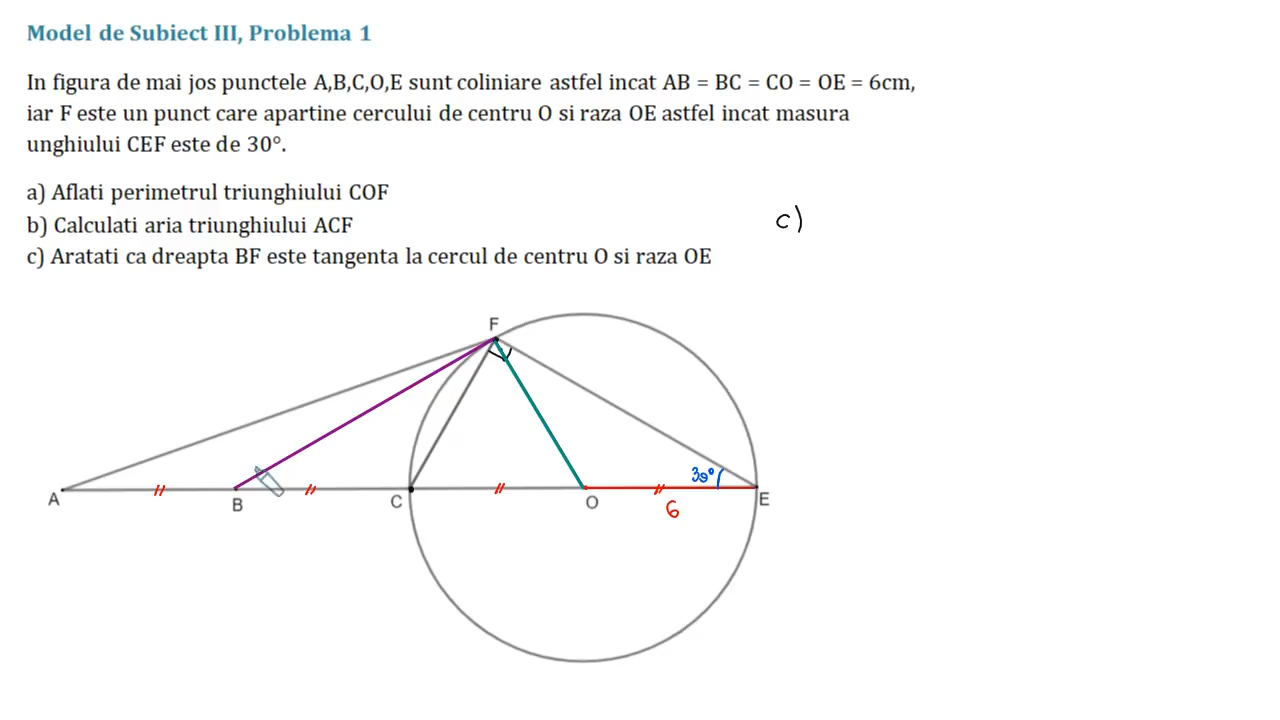 Model de Subiect III, Problema 1
In figura de mai jos punctele A,B,C,O,E sunt coliniare astfel incat AB = BC = CO = OE = 6cm,
iar F este un punct care apartine cercului de centru O si raza OE astfel incat masura
unghiului CEF este de 30°.
a) Aflati perimetrul triunghiului COF
b) Calculati aria triunghiului ACF
c)
c) Aratati ca dreapta BF este tangenta la cercul de centru O si raza OE
F
30°
A
B
C
O
E
6